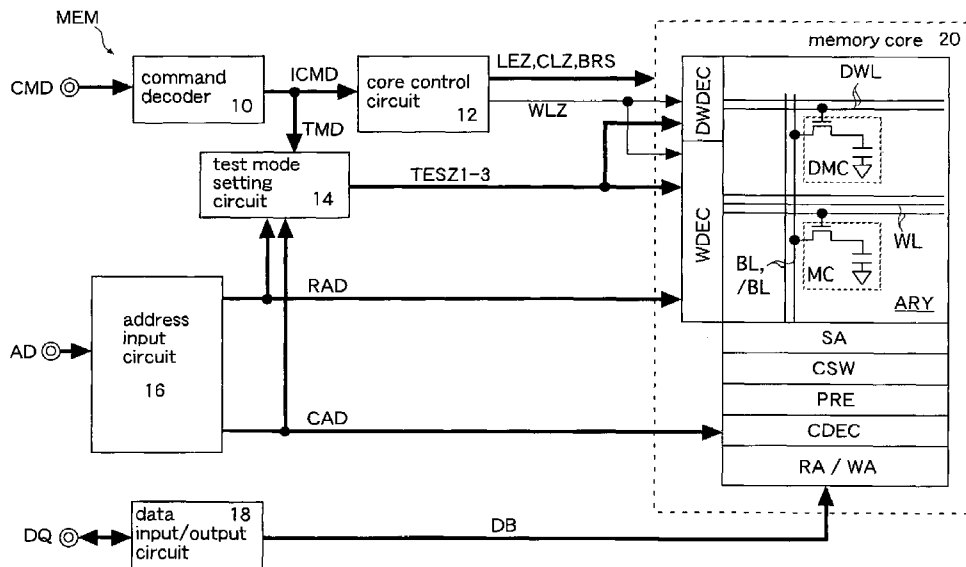 MEM
CMD
command
decoder
10
ICMD
TMD
core control
circuit
12
LEZ,CLZ,BRS
WLZ
test mode
setting
circuit
14
TESZ1-3
AD
address
input
circuit
16
RAD
CAD
DQ
data
input/output
circuit
18
DB
memory core 20
DWDEC
WDEC
DWL
DMC
WL
MC
BL,
/BL
ARY
SA
CSW
PRE
CDEC
RA / WA